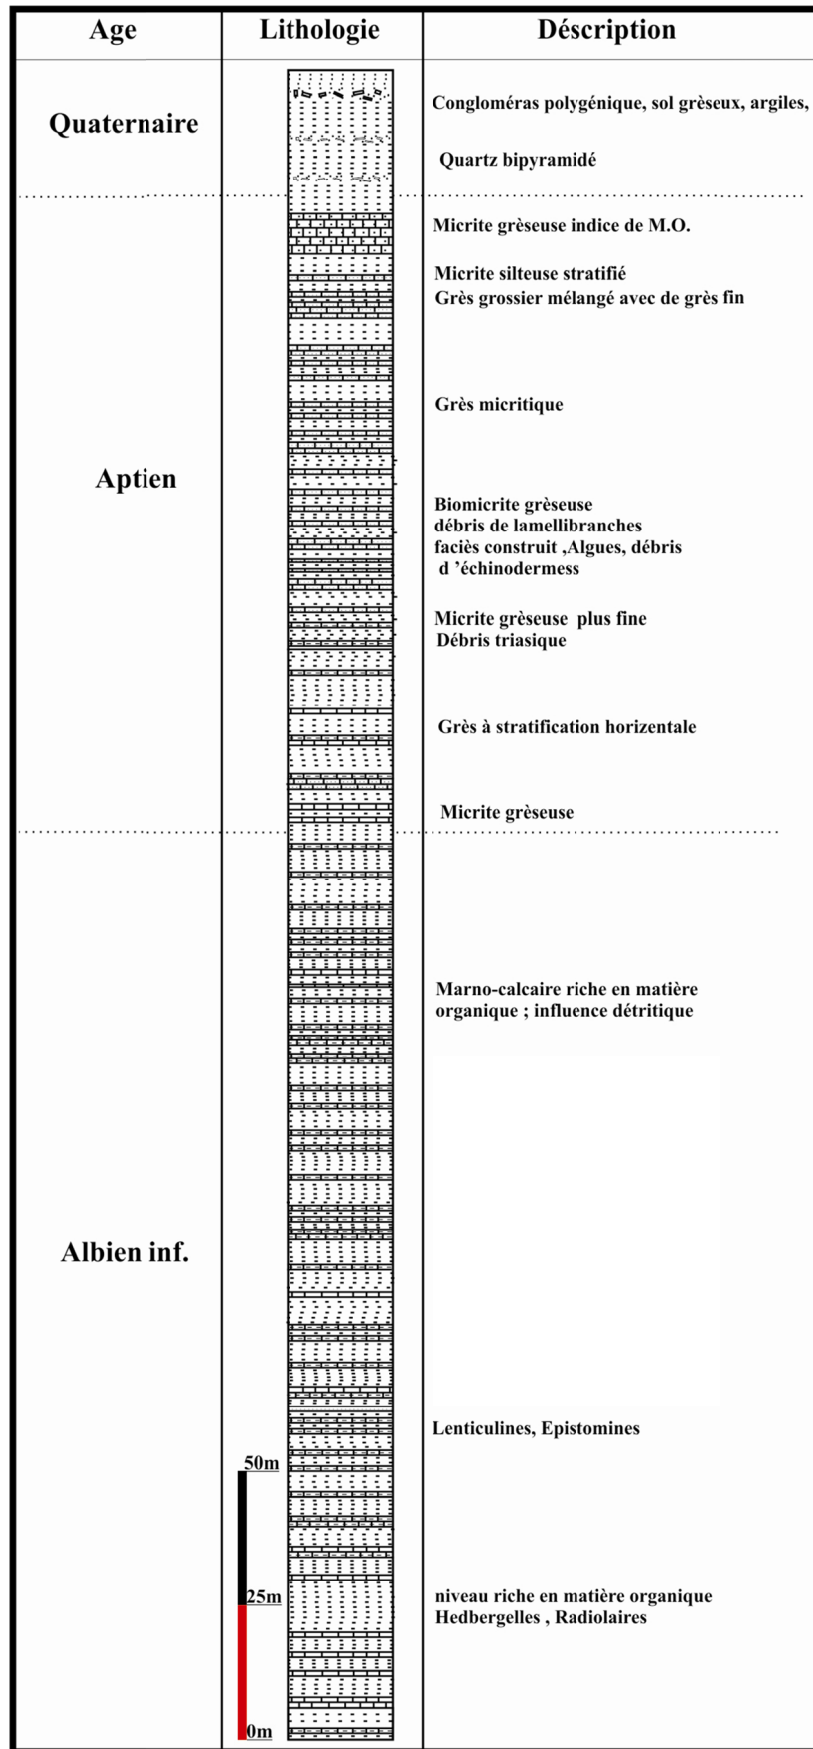 Age
Lithologie
Déscription
Quaternaire
Congloméras polygénique, sol grèseux, argiles,
Quartz bipyramidé
Aptien
Micrite grèseuse indice de M.O.
Micrite silteuse stratifié
Grès grossier mélangé avec de grès fin
Grès micritique
Biomicrite grèseuse
débris de lamellibranches
faciès construit ,Algues, débris
d ’échinodermess
Micrite grèseuse plus fine
Débris triasique
Grès à stratification horizentale
Micrite grèseuse
Albien inf.
Marno-calcaire riche en matière
organique ; influence détritique
Lenticulines, Epistomines
50m
25m
niveau riche en matière organique
Hedbergelles , Radiolaires
0m